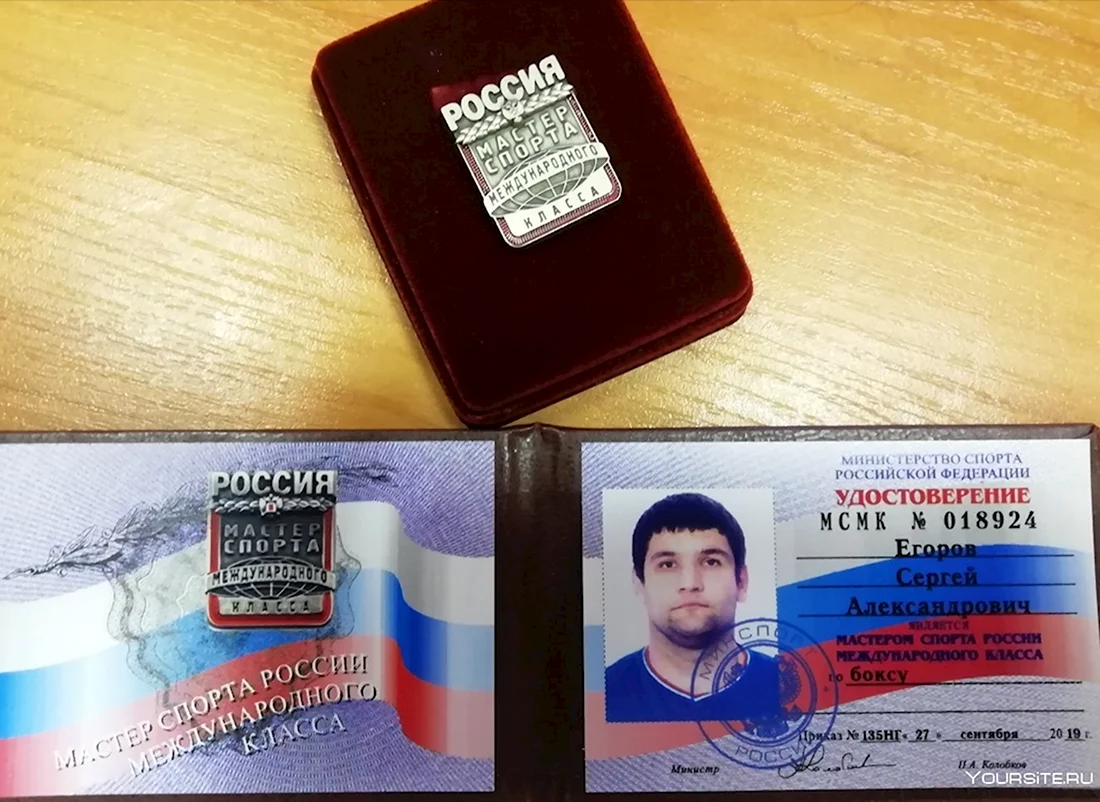 РОССИЯ
МАСТЕР
СПОРТА
МЕЖДУНАРОДНОГО
КЛАССА
РОССИЯ
МАСТЕР
СПОРТА
МЕЖДУНАРОДНОГО
КЛАССА
МАСТЕР СПОРТА РОССИИ
МЕЖДУНАРОДНОГО
КЛАССА
МИНИСТЕРСТВО СПОРТА
РОССИЙСКОЙ ФЕДЕРАЦИИ
УДОСТОВЕРЕНИЕ
МСМК № 018924
Егоров
Сергей
Александрович
является
МАСТЕРОМ СПОРТА РОССИИ
МЕЖДУНАРОДНОГО КЛАССА
по боксу
Приказ № 135НГ « 27 » сентября 2019 г.
Министр П.А. Колобков
МИНСПОРТ
РОССИИ
YOURSITE.RU